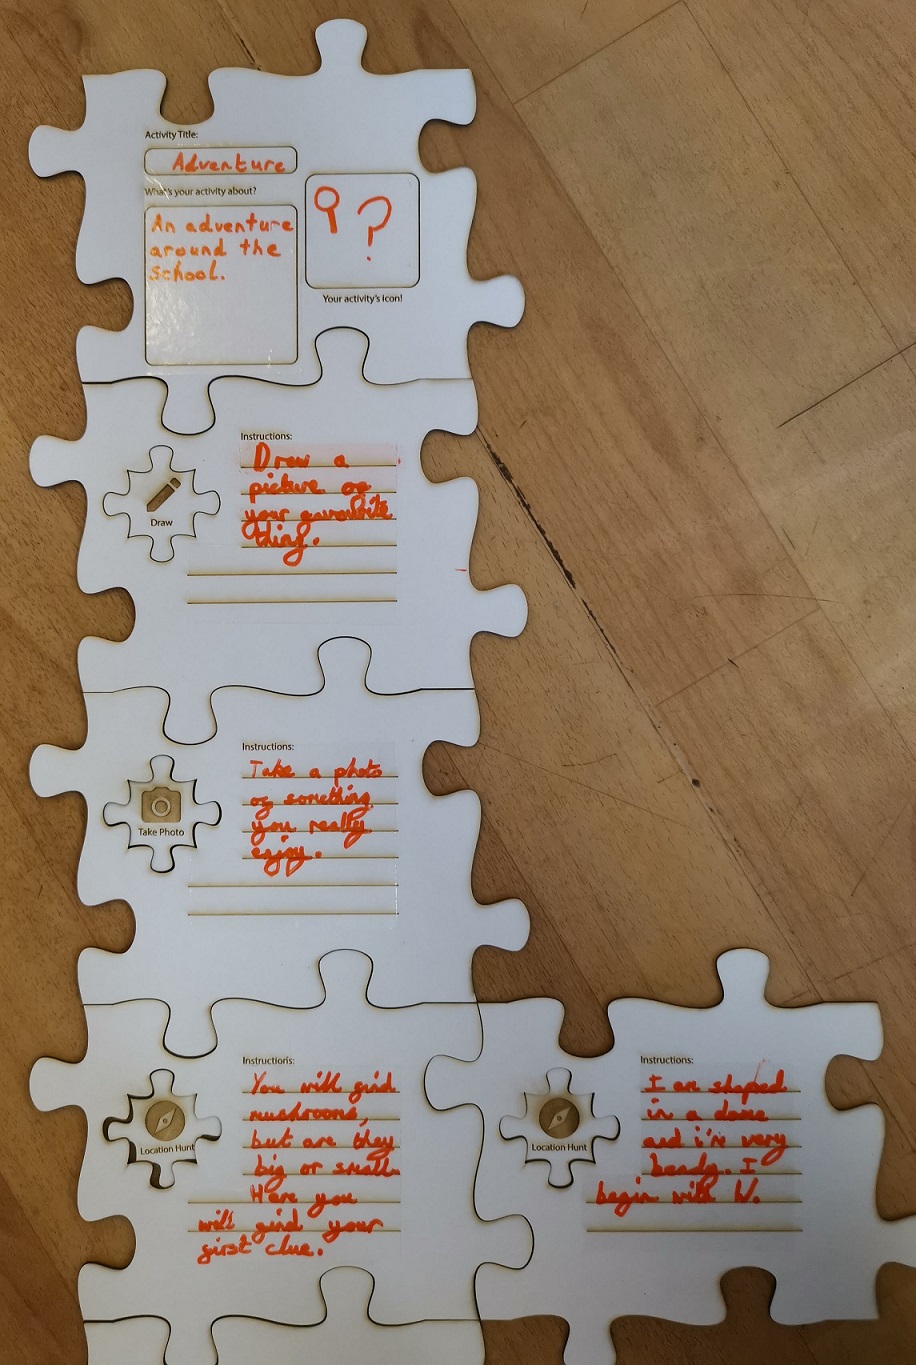 Activity Title:
Adventure
What's your activity about?
An adventure
around the
school.
?
Your activity's icon!
Instructions:
Draw a
picture of
your favourite
thing.
Draw
Instructions:
Take a photo
of something
you really
enjoy.
Take Photo
Instructions:
You will find
mushrooms,
but are they
big or small.
Here you
will find your
first clue.
Location Hunt
Instructions:
I am shaped
in a dome
and i'm very
bendy. I
begin with W.
Location Hunt